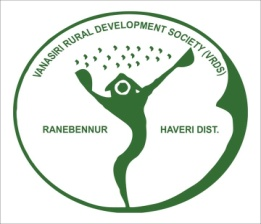 VANASIRI RURAL DEVELOPMENT SOCIETY (VRDS)
RANEBENNUR HAVERI DIST.